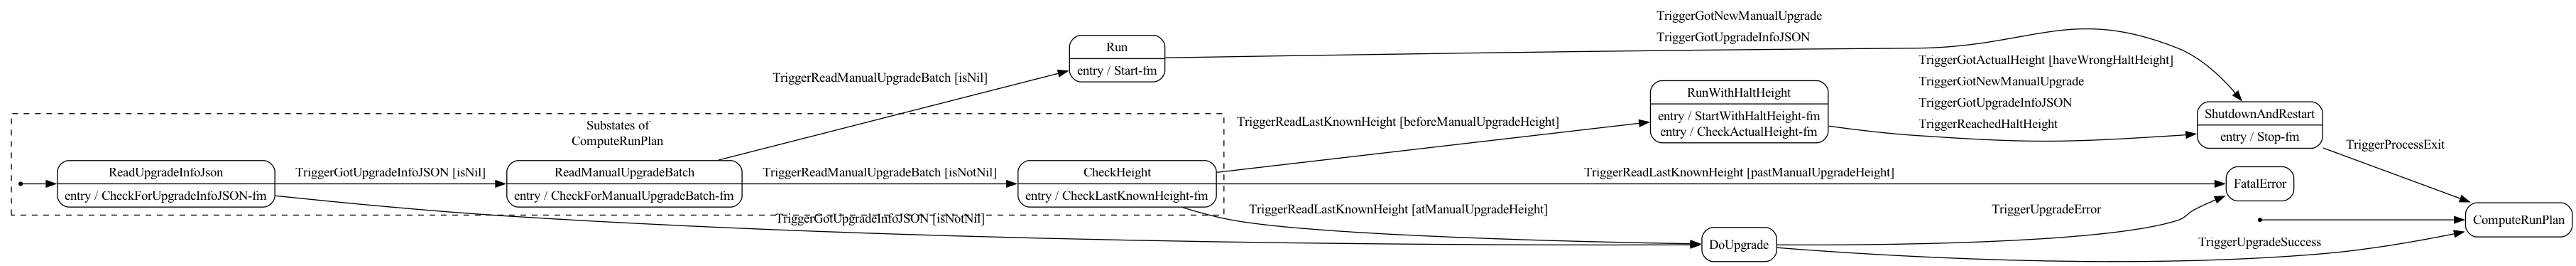 TriggerGotNewManualUpgrade
TriggerGotUpgradeInfoJSON
Run
entry / Start-fm
TriggerReadManualUpgradeBatch [isNil]
TriggerGotActualHeight [haveWrongHaltHeight]
TriggerGotNewManualUpgrade
TriggerGotUpgradeInfoJSON
TriggerReachedHaltHeight
RunWithHaltHeight
entry / StartWithHaltHeight-fm
entry / CheckActualHeight-fm
ShutdownAndRestart
entry / Stop-fm
TriggerProcessExit
Substates of
ComputeRunPlan
TriggerReadLastKnownHeight [beforeManualUpgradeHeight]
ReadUpgradeInfoJson
entry / CheckForUpgradeInfoJSON-fm
TriggerGotUpgradeInfoJSON [isNil]
ReadManualUpgradeBatch
entry / CheckForManualUpgradeBatch-fm
TriggerReadManualUpgradeBatch [isNotNil]
CheckHeight
entry / CheckLastKnownHeight-fm
TriggerReadLastKnownHeight [pastManualUpgradeHeight]
FatalError
TriggerGotUpgradeInfoJSON [isNotNil]
TriggerReadLastKnownHeight [atManualUpgradeHeight]
TriggerUpgradeError
ComputeRunPlan
DoUpgrade
TriggerUpgradeSuccess